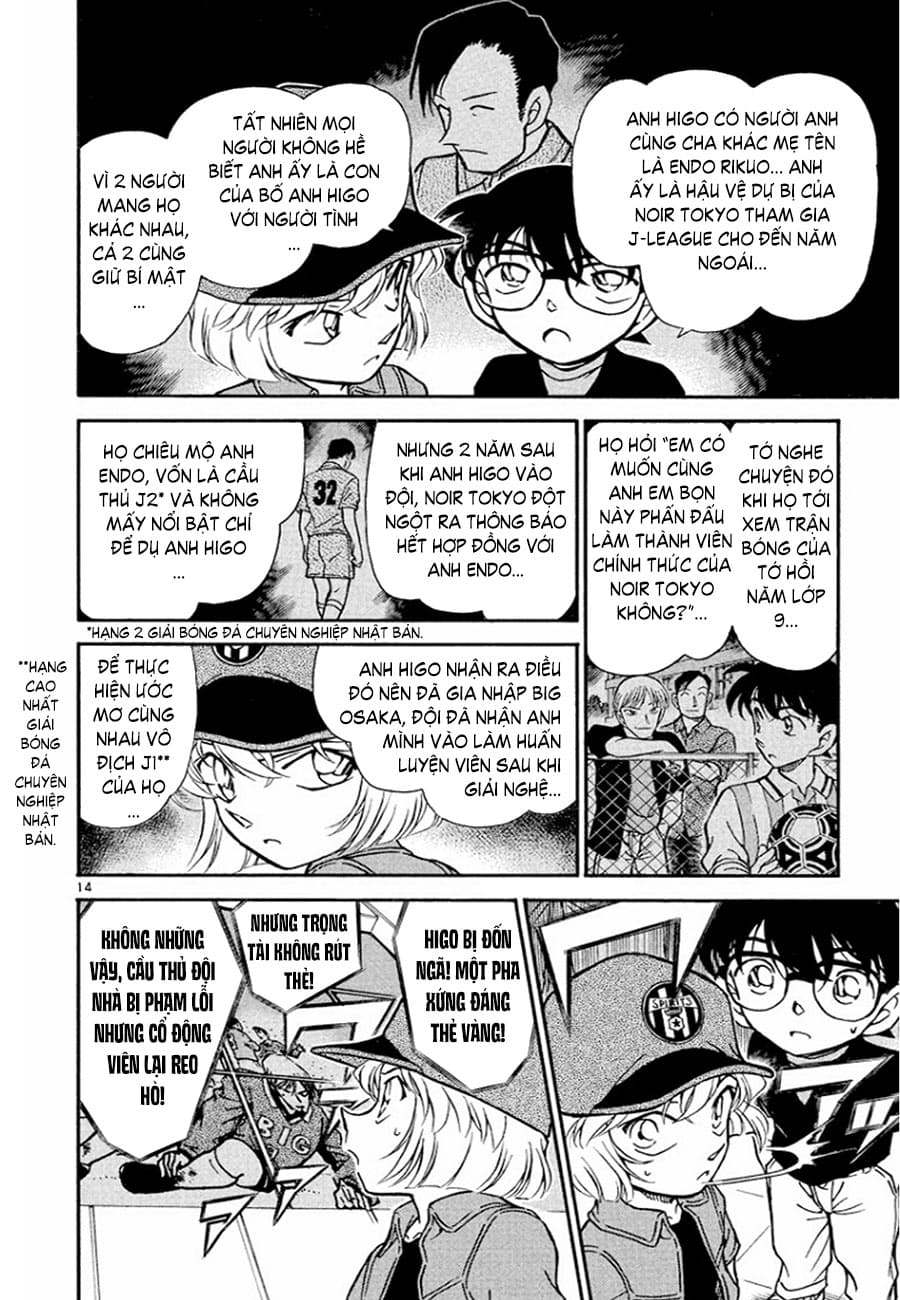 ANH HIGO CÓ NGƯỜI ANH
CÙNG CHA KHÁC MẸ TÊN
LÀ ENDO RIKUO... ANH
ẤY LÀ HẬU VỆ DỰ BỊ CỦA
NOIR TOKYO THAM GIA
J-LEAGUE CHO ĐẾN NĂM
NGOÁI...
TẤT NHIÊN MỌI
NGƯỜI KHÔNG HỀ
BIẾT ANH ẤY LÀ CON
CỦA BỐ ANH HIGO
VỚI NGƯỜI TÌNH
...
VÌ 2 NGƯỜI
MANG HỌ
KHÁC NHAU,
CẢ 2 CÙNG
GIỮ BÍ MẬT
...
TỚ NGHE
CHUYỆN ĐÓ
KHI HỌ TỚI
XEM TRẬN
BÓNG CỦA
TỚ HỒI
NĂM LỚP
9...
HỌ HỎI "EM CÓ
MUỐN CÙNG
ANH EM BỌN
NÀY PHẤN ĐẤU
LÀM THÀNH VIÊN
CHÍNH THỨC CỦA
NOIR TOKYO
KHÔNG?"...
NHƯNG 2 NĂM SAU
KHI ANH HIGO VÀO
ĐỘI, NOIR TOKYO ĐỘT
NGỘT RA THÔNG BÁO
HẾT HỢP ĐỒNG VỚI
ANH ENDO...
32
HỌ CHIÊU MỘ ANH
ENDO, VỐN LÀ CẦU
THỦ J2* VÀ KHÔNG
MẤY NỔI BẬT CHỈ
ĐỂ DỤ ANH HIGO
...
*HẠNG 2 GIẢI BÓNG ĐÁ CHUYÊN NGHIỆP NHẬT BẢN.
ANH HIGO NHẬN RA ĐIỀU
ĐÓ NÊN ĐÃ GIA NHẬP BIG
OSAKA, ĐỘI ĐÃ NHẬN ANH
MÌNH VÀO LÀM HUẤN
LUYỆN VIÊN SAU KHI
GIẢI NGHỆ...
ĐỂ THỰC
HIỆN ƯỚC
MƠ CÙNG
NHAU VÔ
ĐỊCH J1**
CỦA HỌ
...
**HẠNG
CAO
NHẤT
GIẢI
BÓNG
ĐÁ
CHUYÊN
NGHIỆP
NHẬT
BẢN.
14
SPIRITS
HIGO BỊ ĐỐN
NGÃ! MỘT PHA
XỨNG ĐÁNG
THẺ VÀNG!
NHƯNG TRỌNG
TÀI KHÔNG RÚT
THẺ!
KHÔNG NHỮNG
VẬY, CẦU THỦ ĐỘI
NHÀ BỊ PHẠM LỖI
NHƯNG CỔ ĐỘNG
VIÊN LẠI REO
HÒ!
BIG